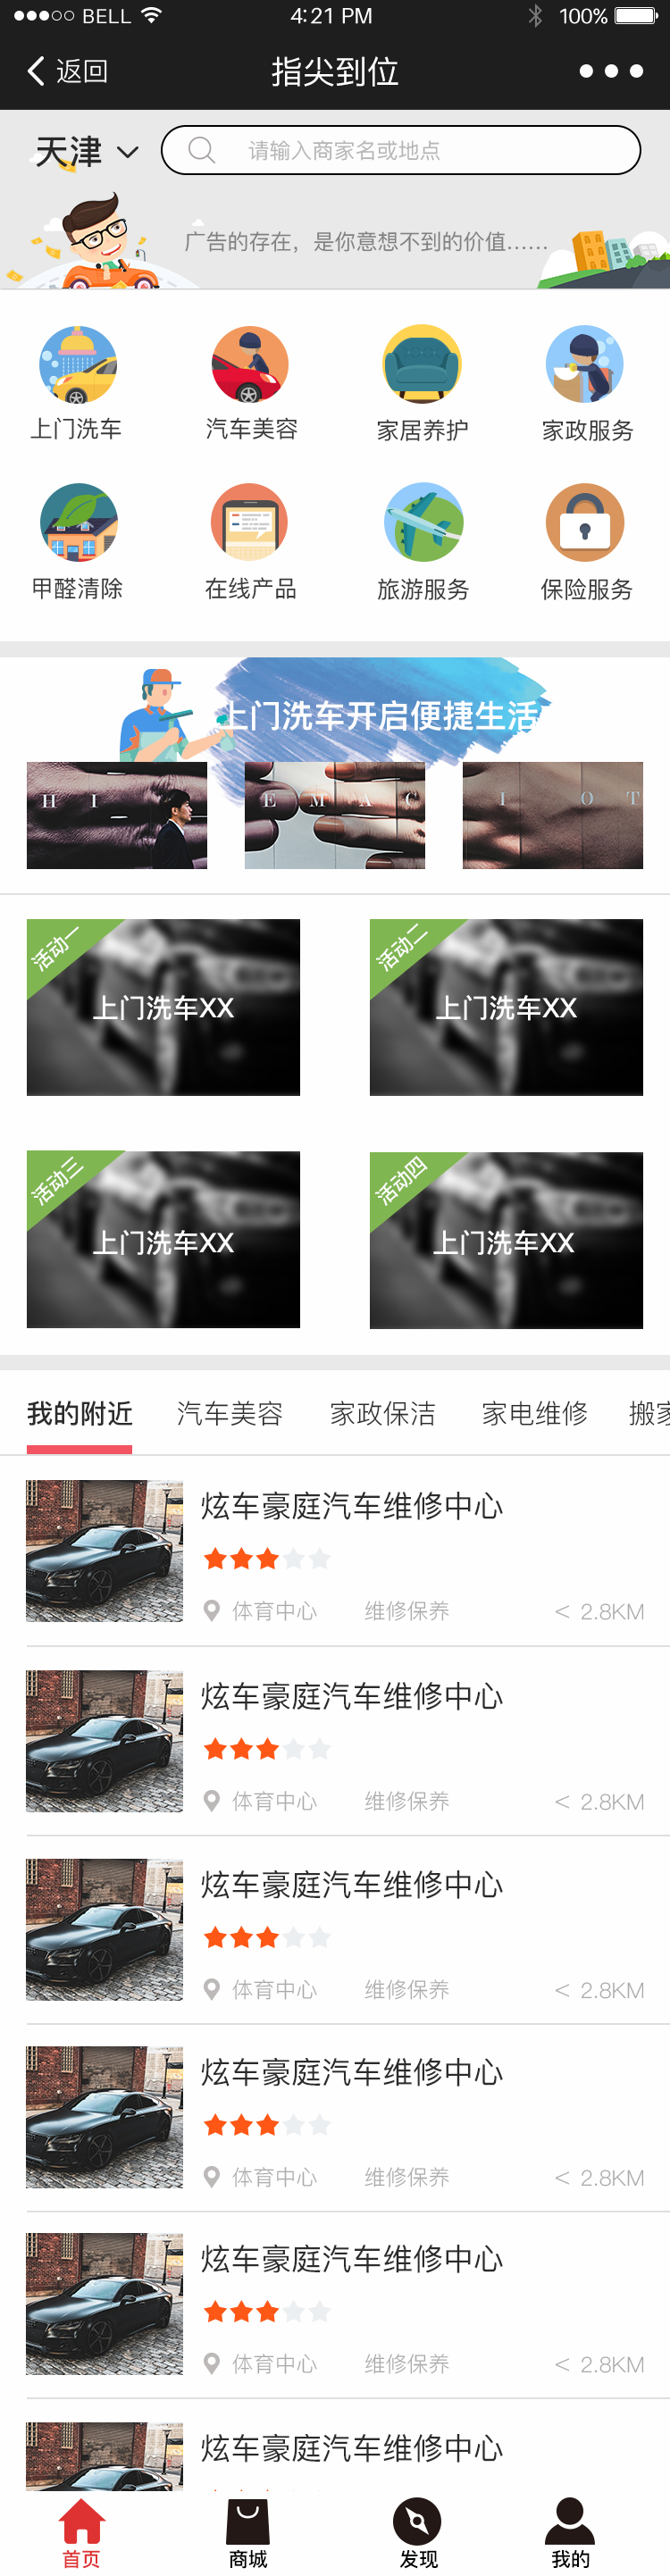 BELL 4:21 PM 100%
返回 指尖到位
天津 请输入商家名或地点
广告的存在，是你意想不到的价值……
上门洗车 汽车美容 家居养护 家政服务
甲醛清除 在线产品 旅游服务 保险服务
上门洗车开启便捷生活
H I E M A C I O T
活动一 活动二
上门洗车XX 上门洗车XX
活动三 活动四
上门洗车XX 上门洗车XX
我的附近 汽车美容 家政保洁 家电维修 搬家
炫车豪庭汽车维修中心
体育中心 维修保养 < 2.8KM
炫车豪庭汽车维修中心
体育中心 维修保养 < 2.8KM
炫车豪庭汽车维修中心
体育中心 维修保养 < 2.8KM
炫车豪庭汽车维修中心
体育中心 维修保养 < 2.8KM
炫车豪庭汽车维修中心
体育中心 维修保养 < 2.8KM
炫车豪庭汽车维修中心
首页 商城 发现 我的